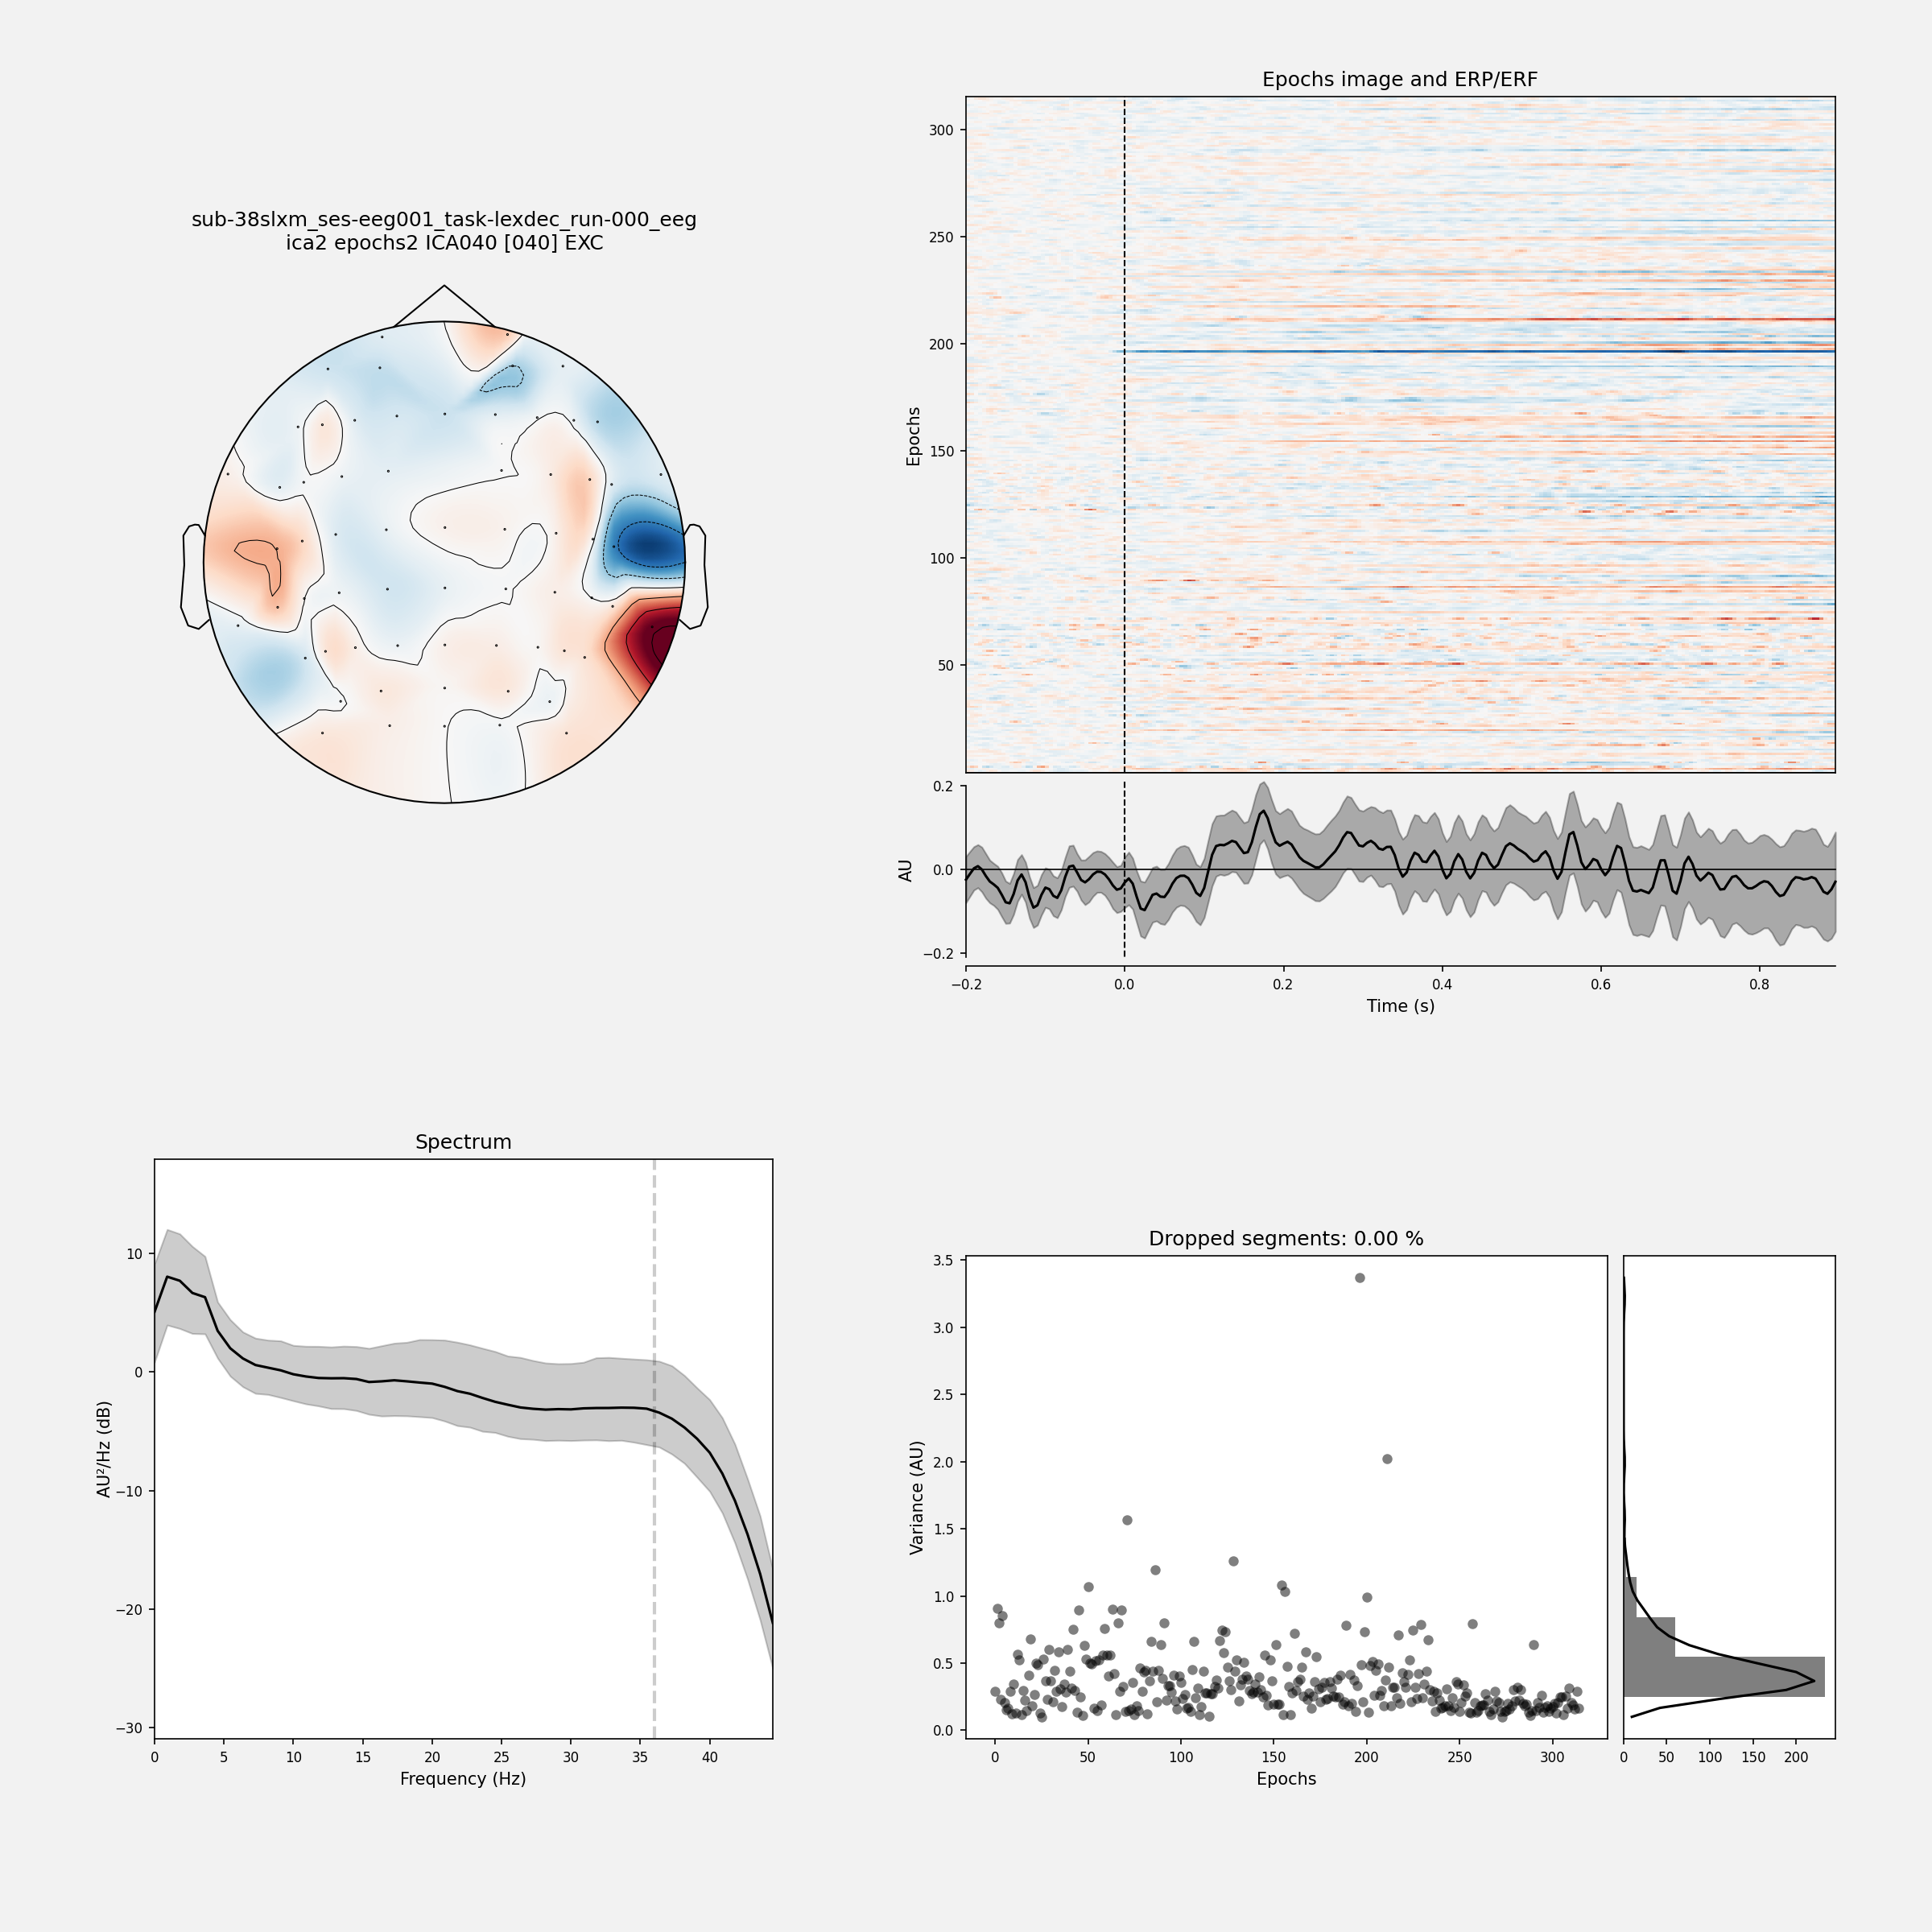 sub-38slxm_ses-eeg001_task-lexdec_run-000_eeg
ica2 epochs2 ICA040 [040] EXC
Epochs image and ERP/ERF
300
250
200
150
100
50
Epochs
0.2
0.0
−0.2
AU
−0.2 0.0 0.2 0.4 0.6 0.8
Time (s)
Spectrum
10
0
−10
−20
−30
AU²/Hz (dB)
0 5 10 15 20 25 30 35 40
Frequency (Hz)
Dropped segments: 0.00 %
3.5
3.0
2.5
2.0
1.5
1.0
0.5
0.0
Variance (AU)
0 50 100 150 200 250 300
Epochs
0 50 100 150 200